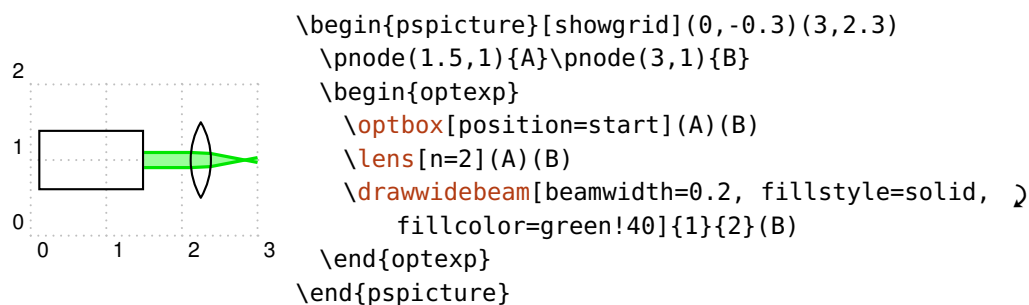 \begin{pspicture}[showgrid](0,-0.3)(3,2.3)
\pnode(1.5,1){A}\pnode(3,1){B}
\begin{optexp}
\optbox[position=start](A)(B)
\lens[n=2](A)(B)
\drawwidebeam[beamwidth=0.2, fillstyle=solid,
fillcolor=green!40]{1}{2}(B)
\end{optexp}
\end{pspicture}
2
1
0
0 1 2 3